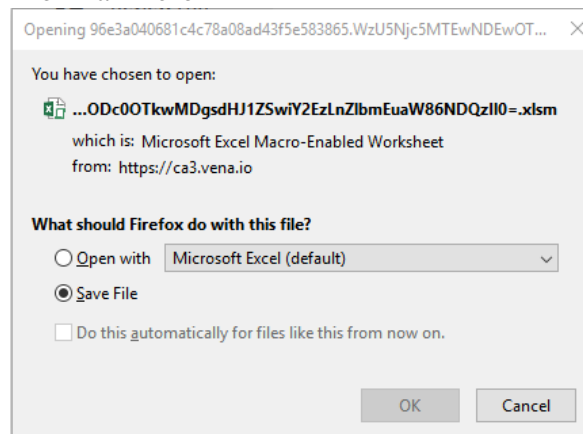 Opening 96e3a040681c4c78a08ad43f5e583865.WzU5Njc5MTEwNDEwOT...
You have chosen to open:
...ODc0OTkwMDgsdHJ1ZSwiY2EzLnZlbmEuaW86NDQzIl0=.xlsm
which is: Microsoft Excel Macro-Enabled Worksheet
from: https://ca3.vena.io
What should Firefox do with this file?
Open with Microsoft Excel (default)
Save File
Do this automatically for files like this from now on.
OK Cancel